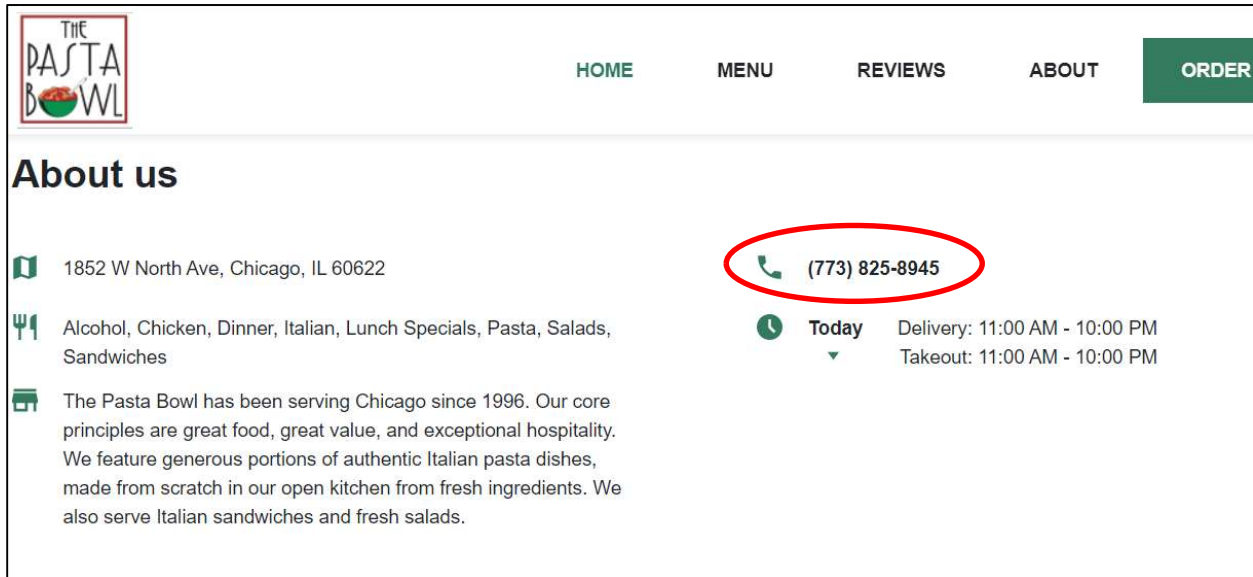 THE
PASTA
BOWL
HOME MENU REVIEWS ABOUT ORDER
About us
1852 W North Ave, Chicago, IL 60622
Alcohol, Chicken, Dinner, Italian, Lunch Specials, Pasta, Salads,
Sandwiches
The Pasta Bowl has been serving Chicago since 1996. Our core
principles are great food, great value, and exceptional hospitality.
We feature generous portions of authentic Italian pasta dishes,
made from scratch in our open kitchen from fresh ingredients. We
also serve Italian sandwiches and fresh salads.
(773) 825-8945
Today Delivery: 11:00 AM - 10:00 PM
Takeout: 11:00 AM - 10:00 PM